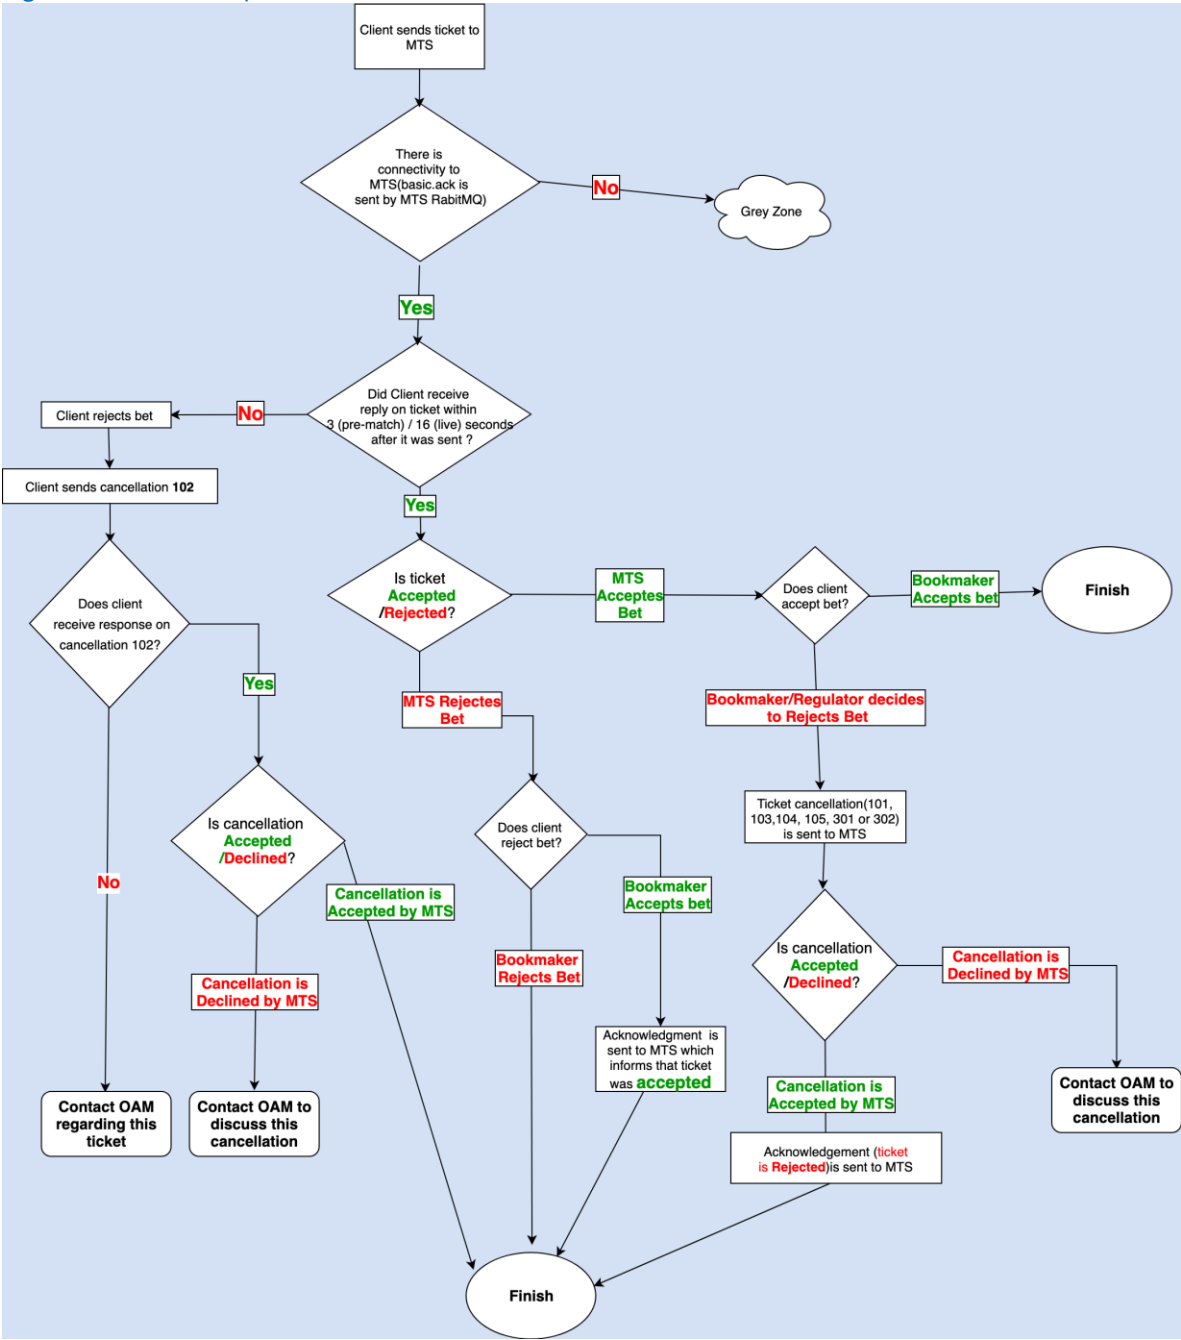 Client sends ticket to
MTS
There is
connectivity to
MTS(basic.ack is
sent by MTS RabitMQ)
No
Grey Zone
Yes
Did Client receive
reply on ticket within
3 (pre-match) / 16 (live) seconds
after it was sent ?
No
Client rejects bet
Client sends cancellation 102
Yes
Is ticket
Accepted
/Rejected?
MTS
Acceptes
Bet
Does client
accept bet?
Bookmaker
Accepts bet
Finish
Does client
receive response on
cancellation 102?
Yes
MTS Rejectes
Bet
Bookmaker/Regulator decides
to Rejects Bet
Is cancellation
Accepted
/Declined?
Does client
reject bet?
Ticket cancellation(101,
103,104, 105, 301 or 302)
is sent to MTS
No
Cancellation is
Accepted by MTS
Bookmaker
Accepts bet
Cancellation is
Declined by MTS
Bookmaker
Rejects Bet
Is cancellation
Accepted
/Declined?
Cancellation is
Declined by MTS
Acknowledgment is
sent to MTS which
informs that ticket
was accepted
Contact OAM
regarding this
ticket
Contact OAM to
discuss this
cancellation
Cancellation is
Accepted by MTS
Contact OAM to
discuss this
cancellation
Acknowledgement (ticket
is Rejected)is sent to MTS
Finish